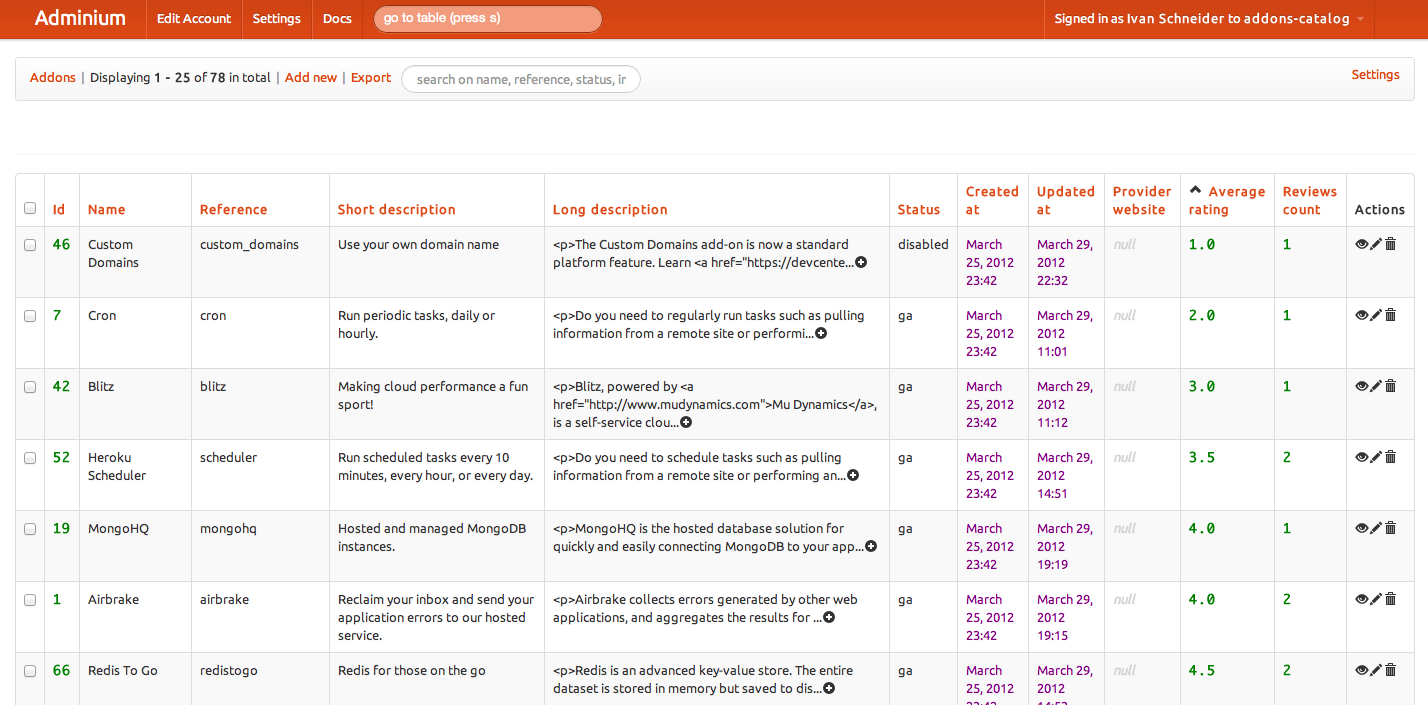 Adminium Edit Account Settings Docs go to table (press s) Signed in as Ivan Schneider to addons-catalog
Addons | Displaying 1 - 25 of 78 in total | Add new | Export search on name, reference, status, ir Settings
Id Name Reference Short description Long description Status Created at Updated at Provider website Average rating Reviews count Actions
46 Custom Domains custom_domains Use your own domain name <p>The Custom Domains add-on is now a standard platform feature. Learn <a href="https://devcente... disabled March 25, 2012 23:42 March 29, 2012 22:32 null 1.0 1
7 Cron cron Run periodic tasks, daily or hourly. <p>Do you need to regularly run tasks such as pulling information from a remote site or performi... ga March 25, 2012 23:42 March 29, 2012 11:01 null 2.0 1
42 Blitz blitz Making cloud performance a fun sport! <p>Blitz, powered by <a href="http://www.mudynamics.com">Mu Dynamics</a>, is a self-service clou... ga March 25, 2012 23:42 March 29, 2012 11:12 null 3.0 1
52 Heroku Scheduler scheduler Run scheduled tasks every 10 minutes, every hour, or every day. <p>Do you need to schedule tasks such as pulling information from a remote site or performing an... ga March 25, 2012 23:42 March 29, 2012 14:51 null 3.5 2
19 MongoHQ mongohq Hosted and managed MongoDB instances. <p>MongoHQ is the hosted database solution for quickly and easily connecting MongoDB to your app... ga March 25, 2012 23:42 March 29, 2012 19:19 null 4.0 1
1 Airbrake airbrake Reclaim your inbox and send your application errors to our hosted service. <p>Airbrake collects errors generated by other web applications, and aggregates the results for ... ga March 25, 2012 23:42 March 29, 2012 19:15 null 4.0 2
66 Redis To Go redistogo Redis for those on the go <p>Redis is an advanced key-value store. The entire dataset is stored in memory but saved to dis... ga March 25, 2012 March 29, 2012 null 4.5 2